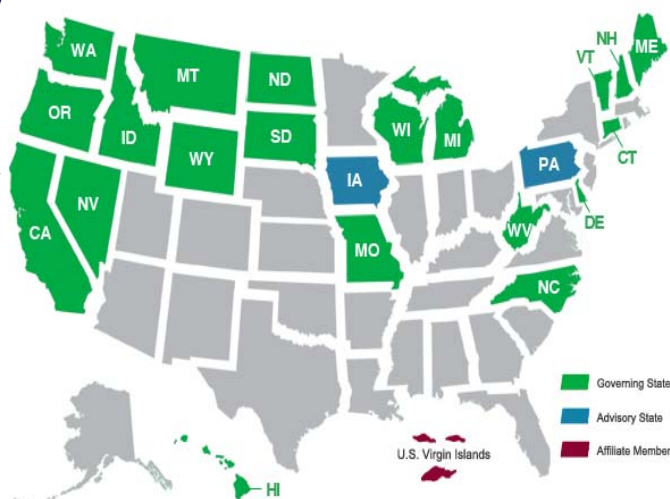 WA
MT
ND
NH
ME
VT
OR
ID
SD
WI
MI
WY
CT
IA
PA
NV
DE
CA
MO
WV
NC
Governing State
Advisory State
U.S. Virgin Islands
Affiliate Member
HI